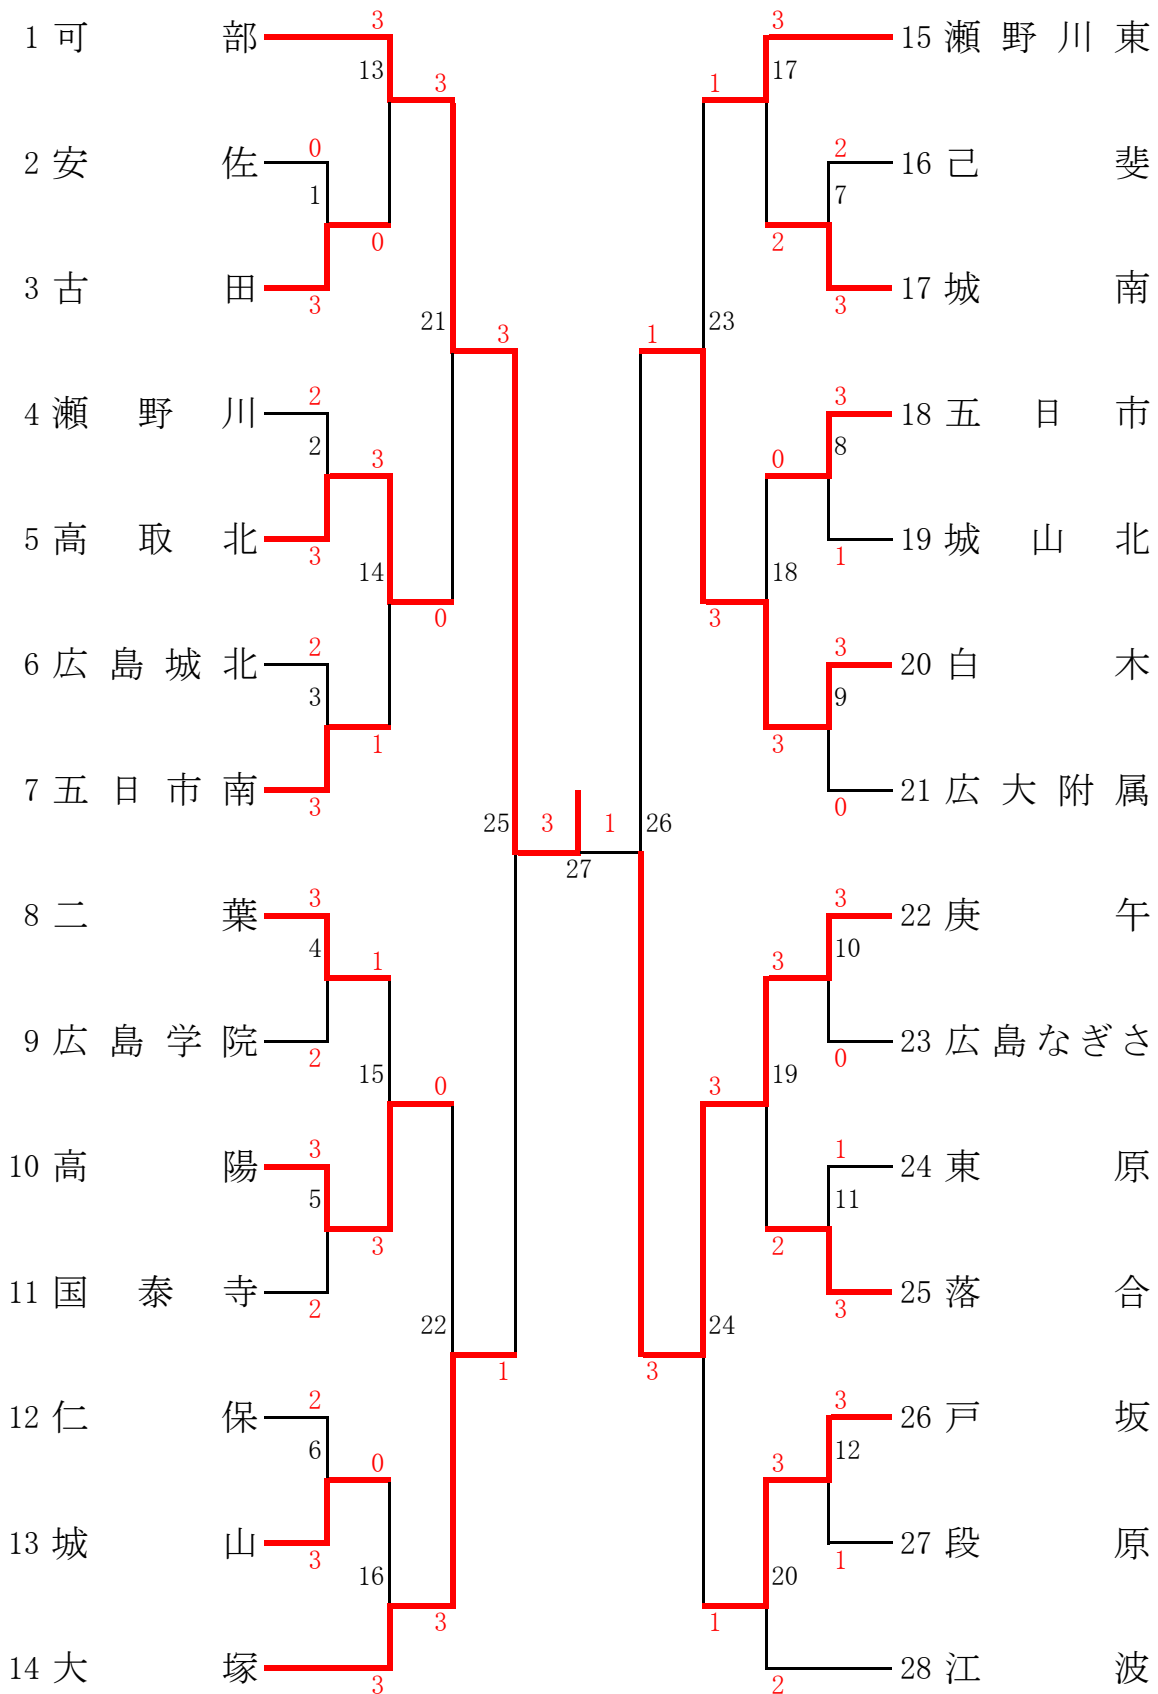 3 3
1 可部 15 瀬野川東
13 17
3 1
0 2
2 安佐 16 己斐
1 7
0 2
3 古田 17 城南
3 3
21 23
3 1
2 3
4 瀬野川 18 五日市
2 8
3 0
5 高取北 19 城山北
3 1
14 18
0 3
2 3
6 広島城北 20 白木
3 9
1 3
7 五日市南 21 広大附属
3 0
25 3 1 26
27
3 3
8 二葉 22 庚午
4 10
1 3
9 広島学院 23 広島なぎさ
2 0
15 19
0 3
3 1
10 高陽 24 東原
5 11
3 2
11 国泰寺 25 落合
2 3
22 24
1 3
2 3
12 仁保 26 戸坂
6 12
0 3
13 城山 27 段原
3 1
16 20
3 1
14 大塚 28 江波
3 2